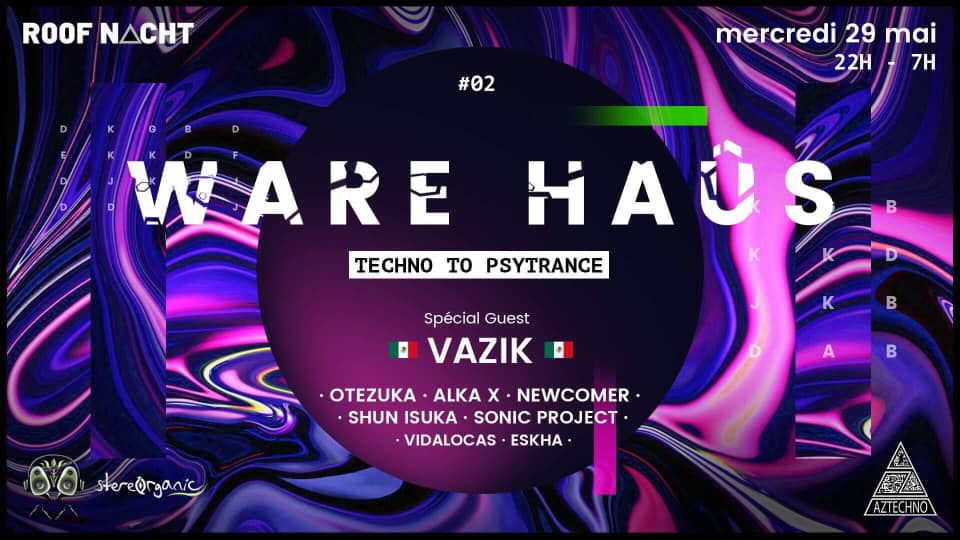 ROOF NACHT
mercredi 29 mai
22H - 7H
#02
WARE HAÛS
TECHNO TO PSYTRANCE
Spécial Guest
VAZIK
· OTEZUKA · ALKA X · NEWCOMER ·
· SHUN ISUKA · SONIC PROJECT ·
· VIDALOCAS · ESKHA ·
stereOrganic
AZTECHNO
D K G B D
E K K D F
D J K
D D J
K B
K K D
J K B
D A B